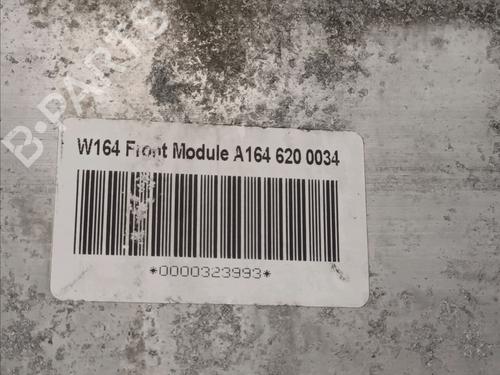 B-PARTS
W164 Front Module A164 620 0034
*0000323993*